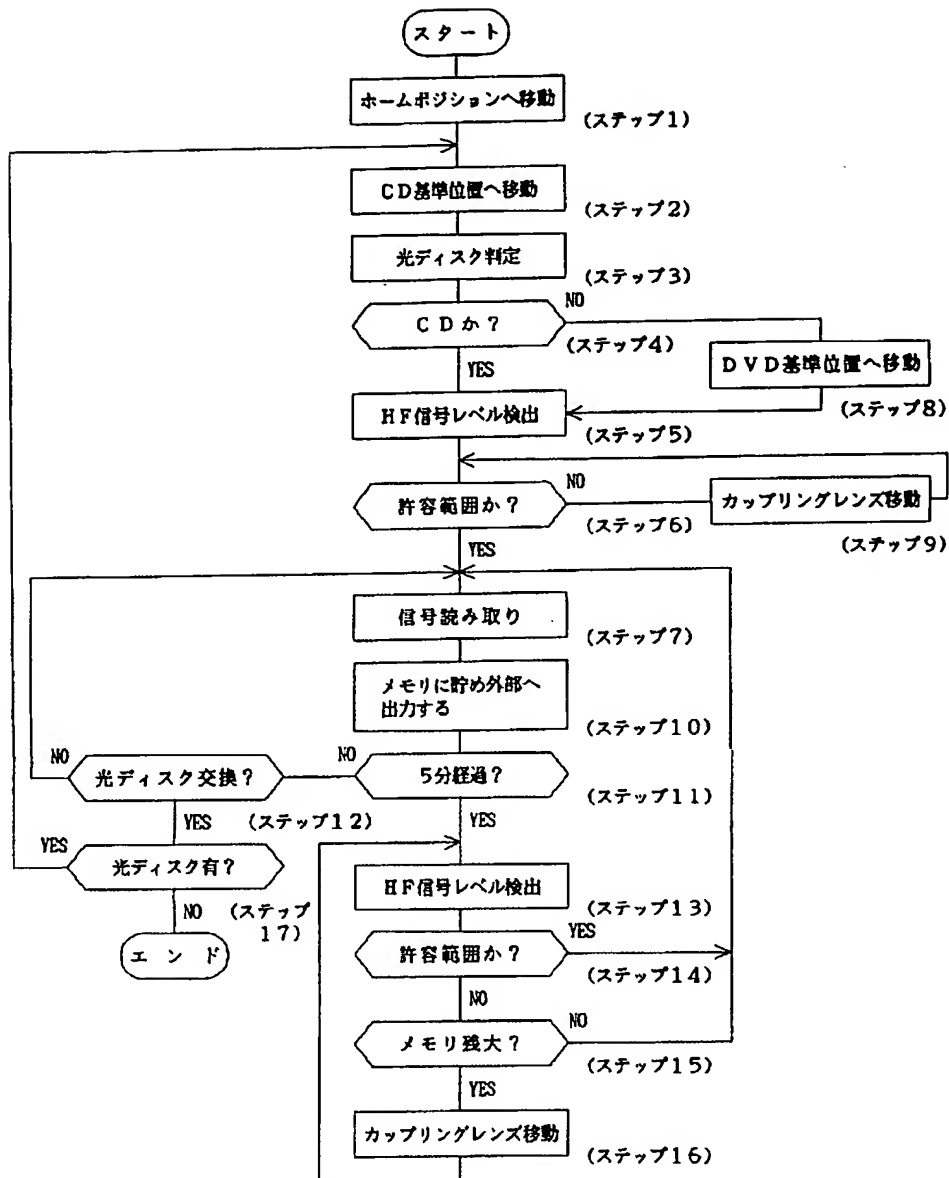 スタート
ホームポジションへ移動
(ステップ1)
CD基準位置へ移動
(ステップ2)
光ディスク判定
(ステップ3)
CDか?
NO
(ステップ4)
YES
DVD基準位置へ移動
(ステップ8)
HF信号レベル検出
(ステップ5)
許容範囲か?
NO
(ステップ6)
カップリングレンズ移動
(ステップ9)
YES
信号読み取り
(ステップ7)
メモリに貯め外部へ
出力する
(ステップ10)
NO
光ディスク交換?
NO
5分経過?
(ステップ11)
YES
(ステップ12)
YES
YES
光ディスク有?
NO
(ステップ
17)
エンド
HF信号レベル検出
(ステップ13)
許容範囲か?
YES
(ステップ14)
NO
メモリ残大?
NO
(ステップ15)
YES
カップリングレンズ移動
(ステップ16)